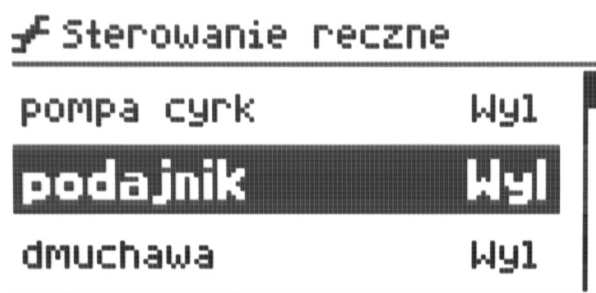 Sterowanie reczne
pompa cyrk Wyl
podajnik Wyl
dmuchawa Wyl